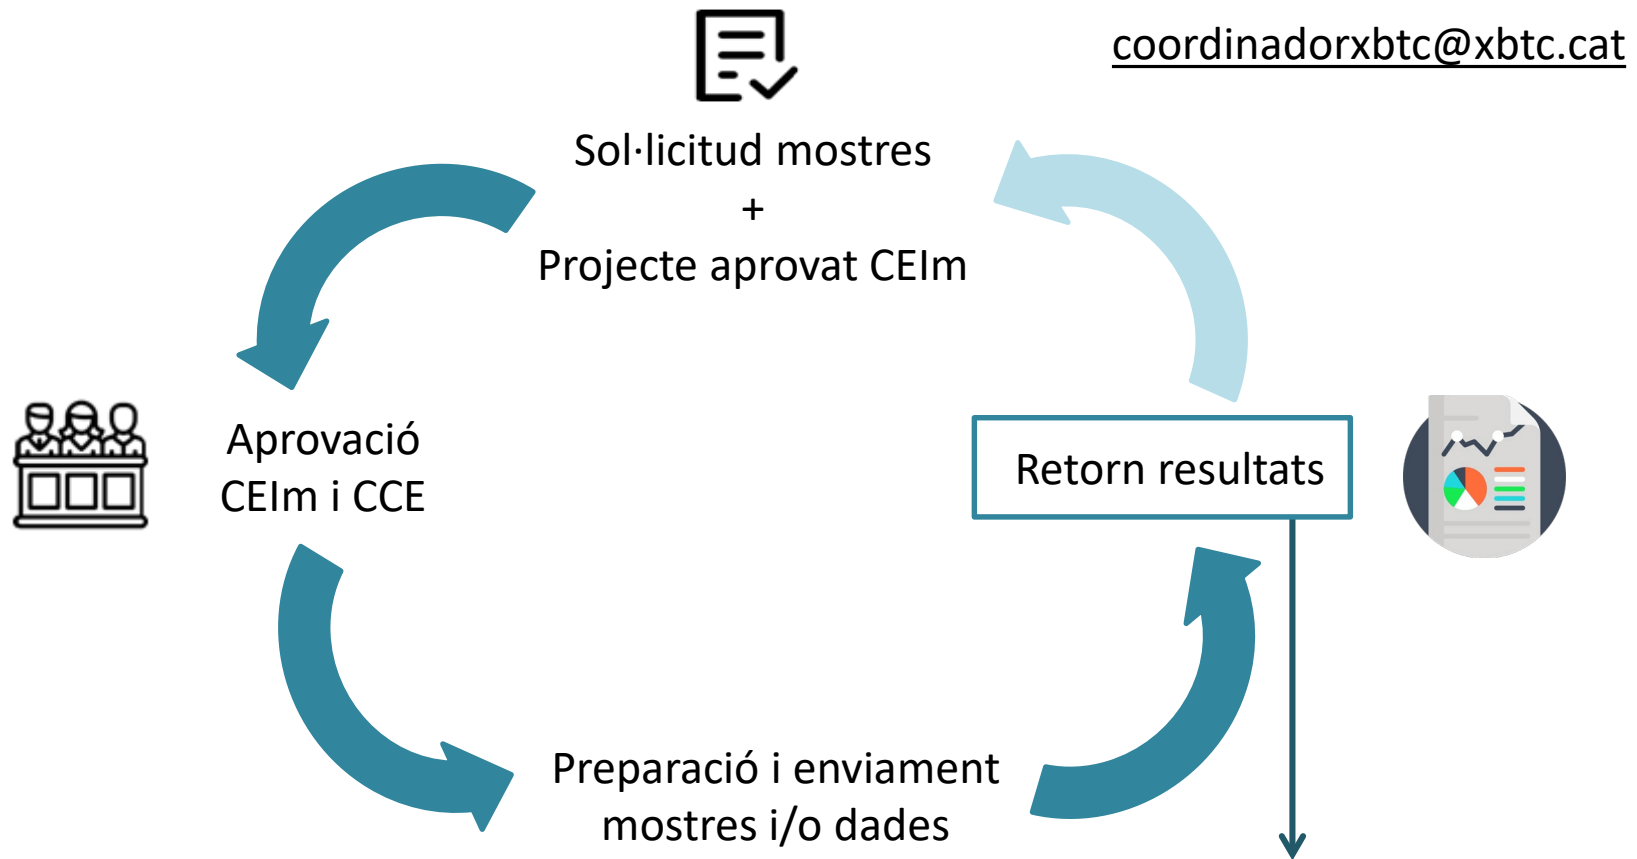 coordinadorxbtc@xbtc.cat
Sol·licitud mostres
+
Projecte aprovat CEIm
Aprovació
CEIm i CCE
Retorn resultats
Preparació i enviament
mostres i/o dades